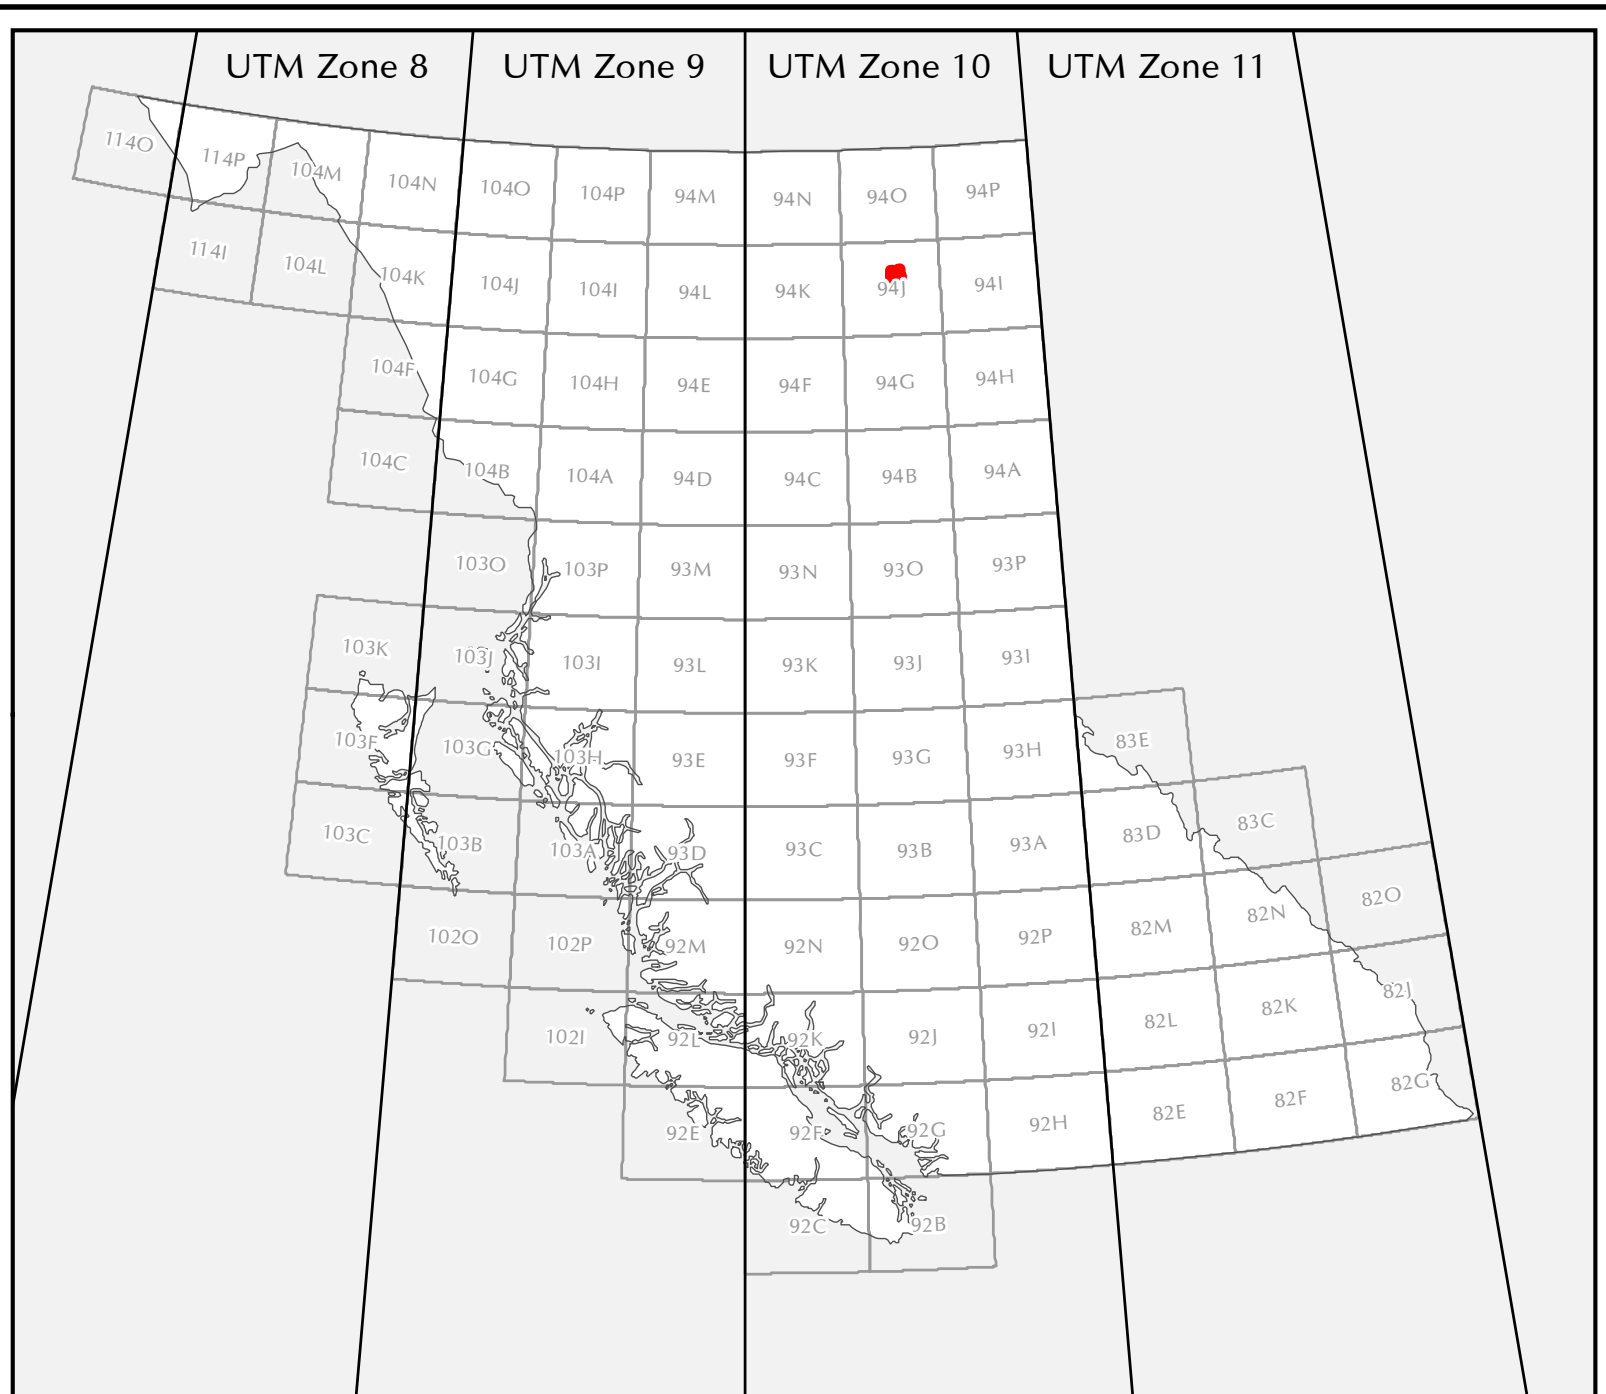 UTM Zone 8 UTM Zone 9 UTM Zone 10 UTM Zone 11
114O 114P 104M 104N 104O 104P 94M 94N 94O 94P
114I 104L 104K 104J 104I 94L 94K 94J 94I
104F 104G 104H 94E 94F 94G 94H
104C 104B 104A 94D 94C 94B 94A
103O 103P 93M 93N 93O 93P
103K 103J 103I 93L 93K 93J 93I
103F 103G 103H 93E 93F 93G 93H 83E
103C 103B 103A 93D 93C 93B 93A 83D 83C
102O 102P 92M 92N 92O 92P 82M 82N 82O
102I 92L 92K 92J 92I 82L 82K 82J
92E 92F 92G 92H 82E 82F 82G
92C 92B